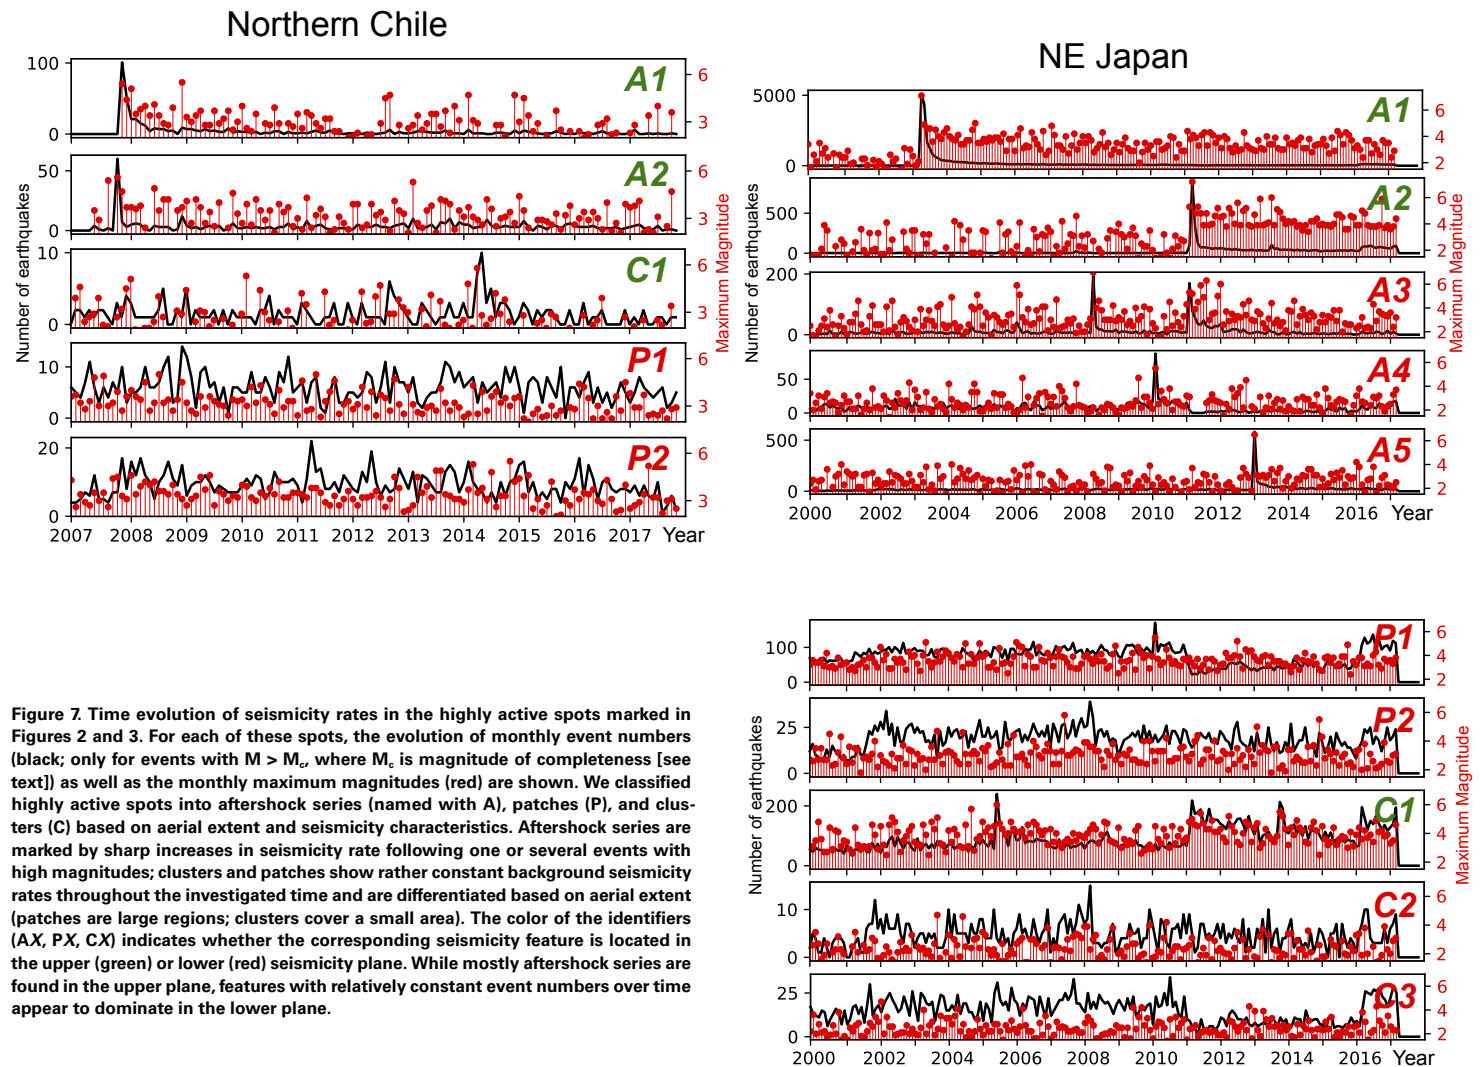 Northern Chile
100
0
A1
6
3
50
0
A2
6
3
10
0
C1
6
3
10
0
P1
6
3
20
0
P2
6
3
Number of earthquakes
Maximum Magnitude
2007 2008 2009 2010 2011 2012 2013 2014 2015 2016 2017 Year
NE Japan
5000
0
A1
6
4
2
500
0
A2
6
4
2
200
0
A3
6
4
2
50
0
A4
6
4
2
500
0
A5
6
4
2
Number of earthquakes
Maximum Magnitude
2000 2002 2004 2006 2008 2010 2012 2014 2016 Year
100
0
P1
6
4
2
25
0
P2
6
4
2
200
0
C1
6
4
2
10
0
C2
6
4
2
25
0
C3
6
4
2
Number of earthquakes
Maximum Magnitude
2000 2002 2004 2006 2008 2010 2012 2014 2016 Year
Figure 7. Time evolution of seismicity rates in the highly active spots marked in
Figures 2 and 3. For each of these spots, the evolution of monthly event numbers
(black; only for events with M > Mc, where Mc is magnitude of completeness [see
text]) as well as the monthly maximum magnitudes (red) are shown. We classified
highly active spots into aftershock series (named with A), patches (P), and clus-
ters (C) based on aerial extent and seismicity characteristics. Aftershock series are
marked by sharp increases in seismicity rate following one or several events with
high magnitudes; clusters and patches show rather constant background seismicity
rates throughout the investigated time and are differentiated based on aerial extent
(patches are large regions; clusters cover a small area). The color of the identifiers
(AX, PX, CX) indicates whether the corresponding seismicity feature is located in
the upper (green) or lower (red) seismicity plane. While mostly aftershock series are
found in the upper plane, features with relatively constant event numbers over time
appear to dominate in the lower plane.